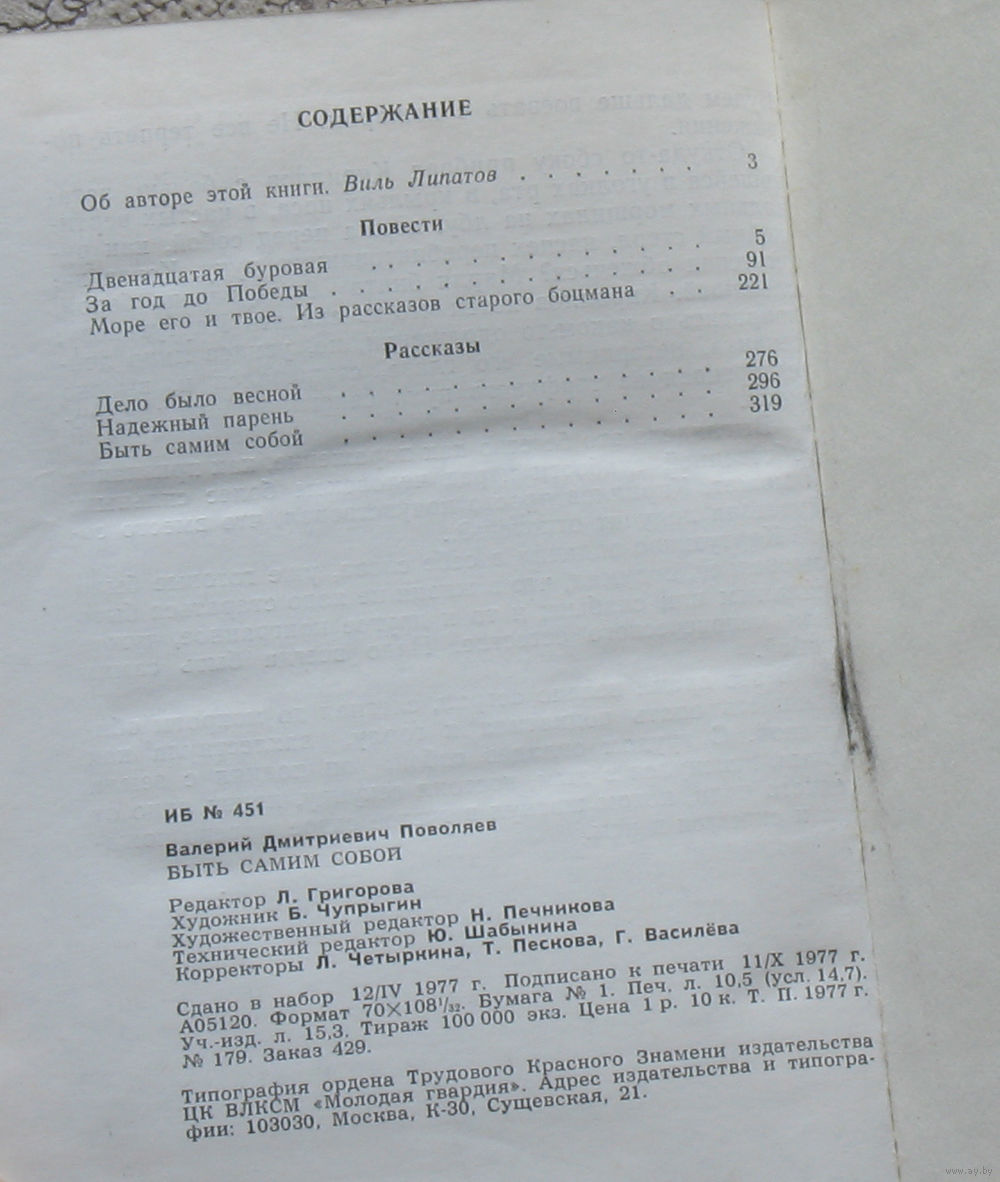 СОДЕРЖАНИЕ
Об авторе этой книги. Виль Липатов . . . . . . . 3
Повести
Двенадцатая буровая . . . . . . . . . . . . 5
За год до Победы . . . . . . . . . . . . . . 91
Море его и твое. Из рассказов старого боцмана . . 221
Рассказы
Дело было весной . . . . . . . . . . . . . . 276
Надежный парень . . . . . . . . . . . . . . 296
Быть самим собой . . . . . . . . . . . . . . 319
ИБ № 451
Валерий Дмитриевич Поволяев
БЫТЬ САМИМ СОБОЙ
Редактор Л. Григорова
Художник Б. Чупрыгин
Художественный редактор Н. Печникова
Технический редактор Ю. Шабынина
Корректоры Л. Четыркина, Т. Пескова, Г. Василёва
Сдано в набор 12/IV 1977 г. Подписано к печати 11/X 1977 г.
А05120. Формат 70×108¹/₃₂. Бумага № 1. Печ. л. 10,5 (усл. 14,7).
Уч.-изд. л. 15,3. Тираж 100 000 экз. Цена 1 р. 10 к. Т. П. 1977 г.
№ 179. Заказ 429.
Типография ордена Трудового Красного Знамени издательства
ЦК ВЛКСМ «Молодая гвардия». Адрес издательства и типогра-
фии: 103030, Москва, К-30, Сущевская, 21.
www.ay.by